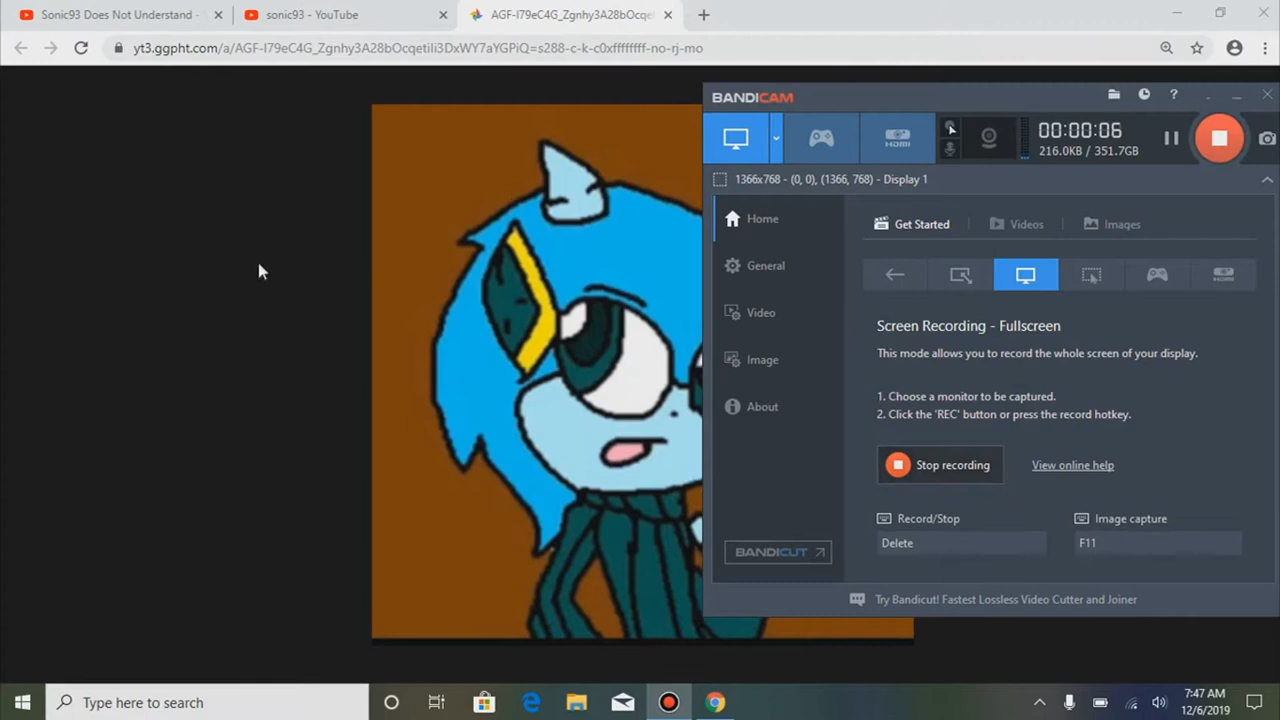 Sonic93 Does Not Understand -
sonic93 - YouTube
AGF-l79eC4G_Zgnhy3A28bOcqeti
yt3.ggpht.com/a/AGF-l79eC4G_Zgnhy3A28bOcqetiIi3DxWY7aYGPiQ=s288-c-k-c0xffffffff-no-rj-mo
BANDICAM
?
HDMI
00:00:06
216.0KB / 351.7GB
1366x768 - (0, 0), (1366, 768) - Display 1
Home
General
Video
Image
About
BANDICUT
Get Started
Videos
Images
HDMI
Screen Recording - Fullscreen
This mode allows you to record the whole screen of your display.
1. Choose a monitor to be captured.
2. Click the 'REC' button or press the record hotkey.
Stop recording
View online help
Record/Stop
Image capture
Delete
F11
Try Bandicut! Fastest Lossless Video Cutter and Joiner
Type here to search
7:47 AM
12/6/2019